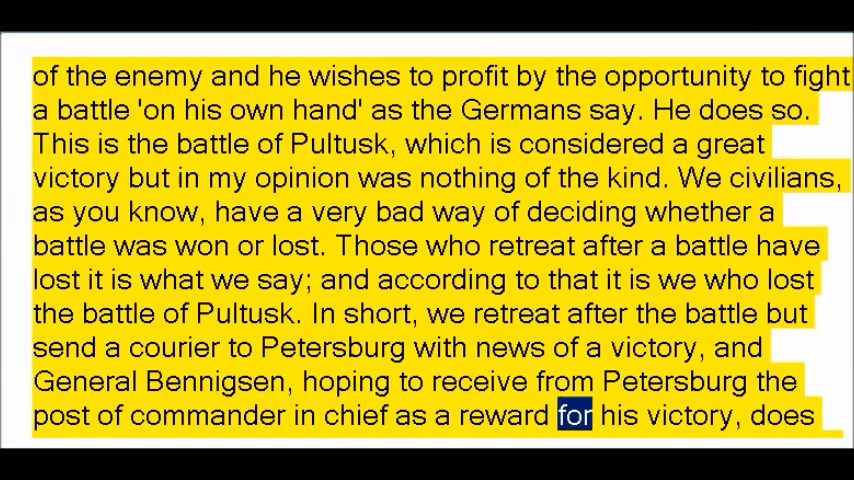 of the enemy and he wishes to profit by the opportunity to fight
a battle 'on his own hand' as the Germans say. He does so.
This is the battle of Pultusk, which is considered a great
victory but in my opinion was nothing of the kind. We civilians,
as you know, have a very bad way of deciding whether a
battle was won or lost. Those who retreat after a battle have
lost it is what we say; and according to that it is we who lost
the battle of Pultusk. In short, we retreat after the battle but
send a courier to Petersburg with news of a victory, and
General Bennigsen, hoping to receive from Petersburg the
post of commander in chief as a reward for his victory, does